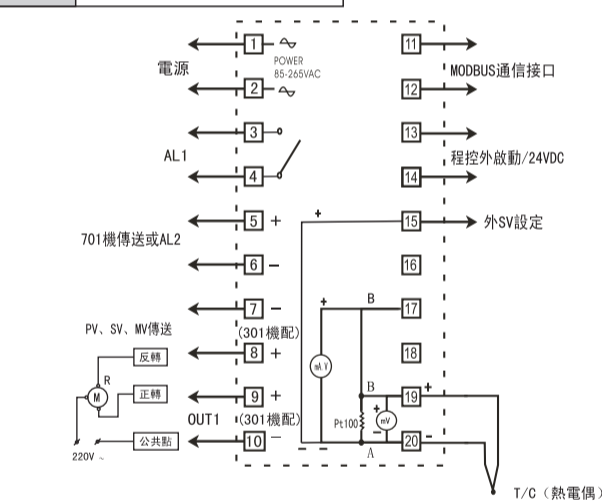 1
11
電源
POWER
85-265VAC
MODBUS通信接口
2
12
3
13
AL1
程控外啟動/24VDC
4
14
+
5 +
15
外SV設定
701機傳送或AL2
6 −
16
7 −
+
B
17
PV、SV、MV傳送
(301機配)
8 +
18
反轉
mA.V
R
M
正轉
9 +
B
19 +
OUT1
(301機配)
Pt100
+
mV
−
公共點
10 −
− −
A
20 -
220V ~
T/C（熱電偶）